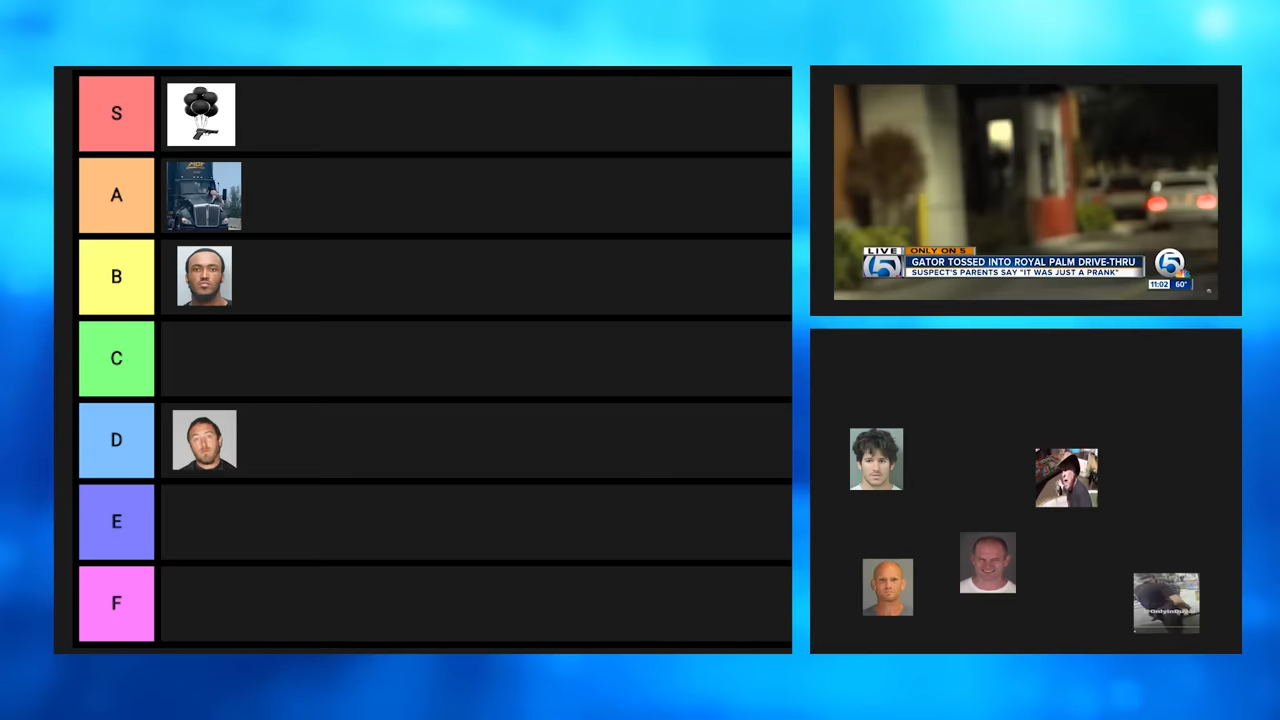 S
A
B
C
D
E
F
LIVE
ONLY ON 5
5
GATOR TOSSED INTO ROYAL PALM DRIVE-THRU
SUSPECT'S PARENTS SAY "IT WAS JUST A PRANK"
5
11:02 60°